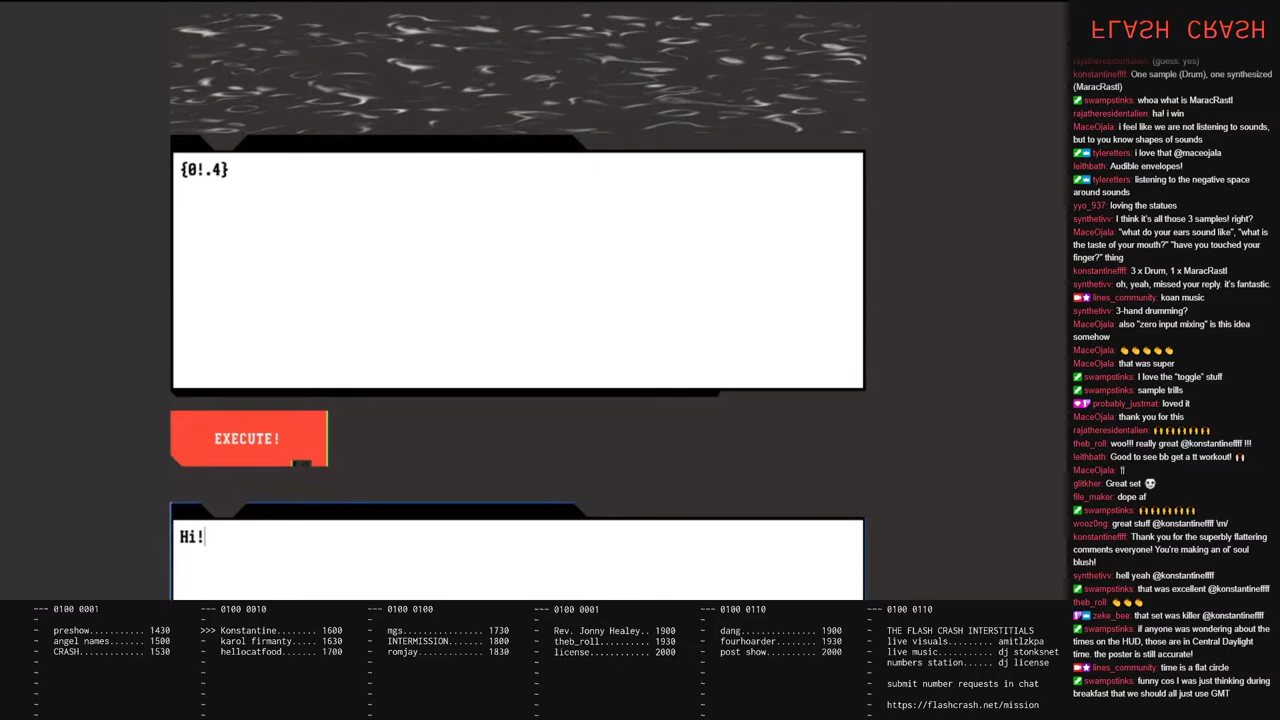 {0!.4}
EXECUTE!
Hi!
FLASH CRASH
rajatheresidentalien: (guess: yes)
konstantineffff: One sample (Drum), one synthesized
(MaracRastl)
swampstinks: whoa what is MaracRastl
rajatheresidentalien: ha! i win
MaceOjala: i feel like we are not listening to sounds,
but to you know shapes of sounds
tyleretters: i love that @maceojala
leithbath: Audible envelopes!
tyleretters: listening to the negative space
around sounds
yyo_937: loving the statues
synthetivv: I think it's all those 3 samples! right?
MaceOjala: "what do your ears sound like", "what is
the taste of your mouth?" "have you touched your
finger?" thing
konstantineffff: 3 x Drum, 1 x MaracRastl
synthetivv: oh, yeah, missed your reply. it's fantastic.
lines_community: koan music
synthetivv: 3-hand drumming?
MaceOjala: also "zero input mixing" is this idea
somehow
MaceOjala: 👏👏👏👏👏
MaceOjala: that was super
swampstinks: I love the "toggle" stuff
swampstinks: sample trills
probably_justmat: loved it
MaceOjala: thank you for this
rajatheresidentalien: 🙌🙌🙌🙌🙌🙌
theb_roll: woo!!! really great @konstantineffff !!!
leithbath: Good to see bb get a tt workout! 🙌🏻
MaceOjala: 🍴
glitkher: Great set 💀
file_maker: dope af
swampstinks: 🙌🙌🙌🙌🙌🙌
wooz0ng: great stuff @konstantineffff \m/
konstantineffff: Thank you for the superbly flattering
comments everyone! You're making an ol' soul
blush!
synthetivv: hell yeah @konstantineffff
swampstinks: that was excellent @konstantineffff
theb_roll: 👏👏👏
zeke_bee: that set was killer @konstantineffff
swampstinks: if anyone was wondering about the
times on the HUD, those are in Central Daylight
time. the poster is still accurate!
lines_community: time is a flat circle
swampstinks: funny cos I was just thinking during
breakfast that we should all just use GMT
~~~ 0100 0001
~ preshow........... 1430
~ angel names....... 1500
~ CRASH............. 1530
~~~ 0100 0010
>>> Konstantine........ 1600
~ karol firmanty..... 1630
~ hellocatfood....... 1700
~~~ 0100 0100
~ mgs............... 1730
~ INTERMISSION...... 1800
~ romjay............ 1830
~~~ 0100 0001
~ Rev. Jonny Healey.. 1900
~ theb_roll.......... 1930
~ license............ 2000
~~~ 0100 0110
~ dang.............. 1900
~ fourhoarder....... 1930
~ post show......... 2000
~~~ 0100 0110
~ THE FLASH CRASH INTERSTITIALS
~ live visuals..... amitlzkpa
~ live music..... dj stonksnet
~ numbers station...... dj license
~ submit number requests in chat
~ https://flashcrash.net/mission